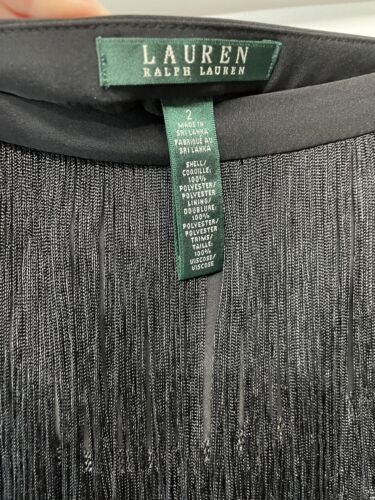 LAUREN
RALPH LAUREN
2
MADE IN
SRI LANKA
FABRIQUÉ AU
SRI LANKA
SHELL/
COQUILLE:
100%
POLYESTER/
POLYESTER
LINING/
DOUBLURE:
100%
POLYESTER/
POLYESTER
TRIMS/
TAILLE:
100%
VISCOSE/
VISCOSE